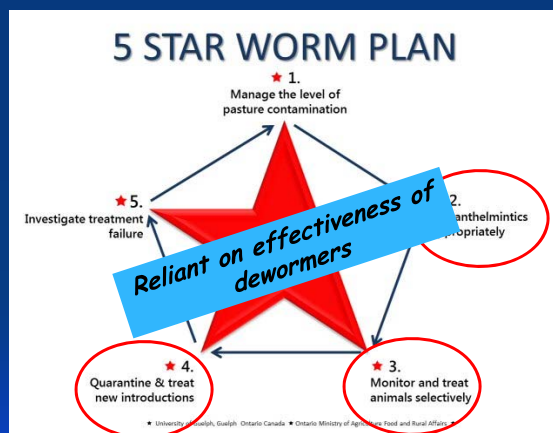 5 STAR WORM PLAN
★ 1.
Manage the level of
pasture contamination
2.
anthelmintics
propriately
★ 3.
Monitor and treat
animals selectively
★ 4.
Quarantine & treat
new introductions
★ 5.
Investigate treatment
failure
Reliant on effectiveness of
dewormers
★ University of Guelph, Guelph Ontario Canada ★ Ontario Ministry of Agriculture Food and Rural Affairs ★